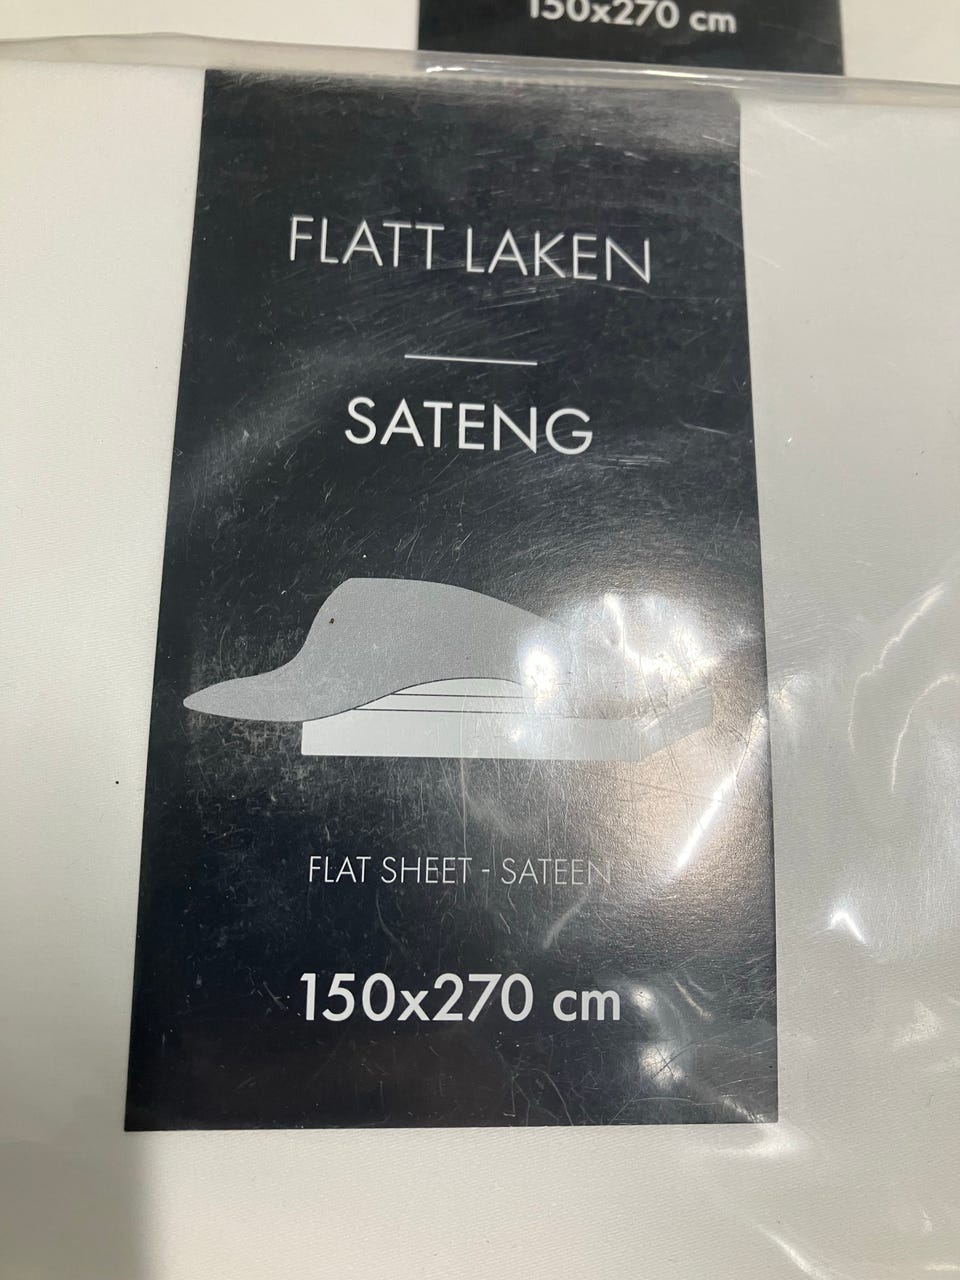 150x270 cm
FLATT LAKEN
SATENG
FLAT SHEET - SATEEN
150x270 cm